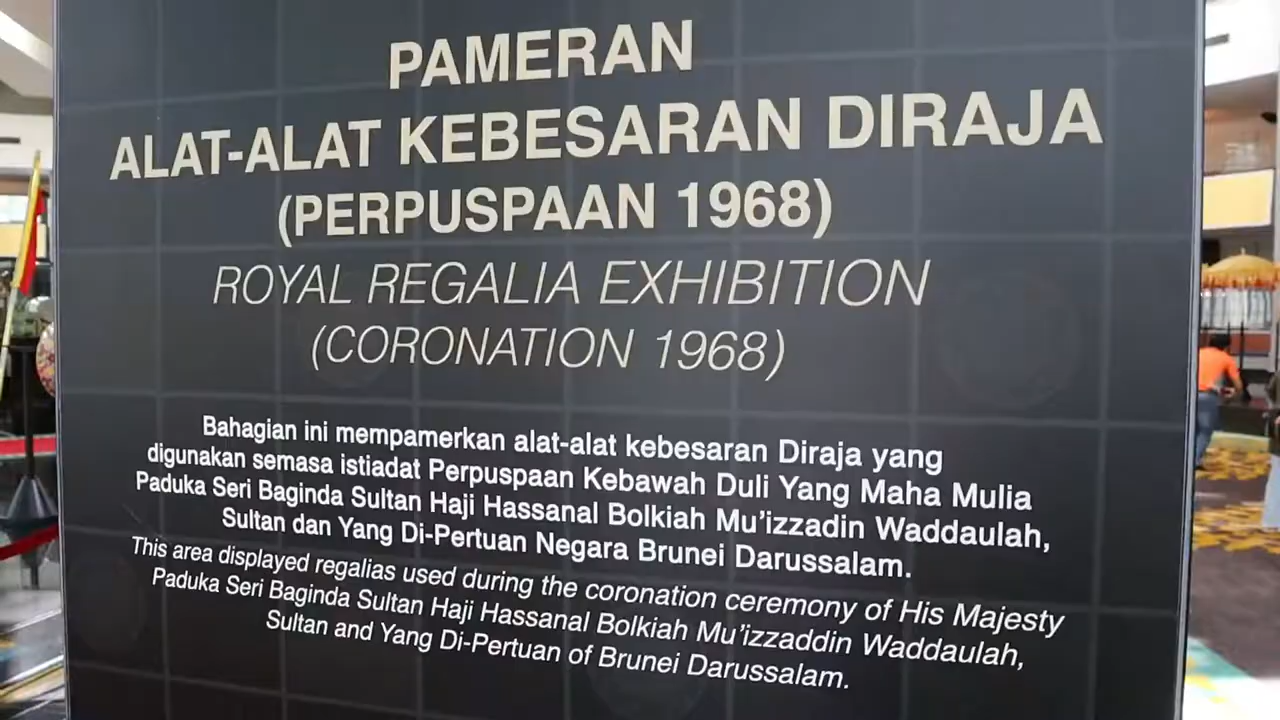 PAMERAN
ALAT-ALAT KEBESARAN DIRAJA
(PERPUSPAAN 1968)
ROYAL REGALIA EXHIBITION
(CORONATION 1968)
Bahagian ini mempamerkan alat-alat kebesaran Diraja yang
digunakan semasa istiadat Perpuspaan Kebawah Duli Yang Maha Mulia
Paduka Seri Baginda Sultan Haji Hassanal Bolkiah Mu'izzadin Waddaulah,
Sultan dan Yang Di-Pertuan Negara Brunei Darussalam.
This area displayed regalias used during the coronation ceremony of His Majesty
Paduka Seri Baginda Sultan Haji Hassanal Bolkiah Mu'izzaddin Waddaulah,
Sultan and Yang Di-Pertuan of Brunei Darussalam.